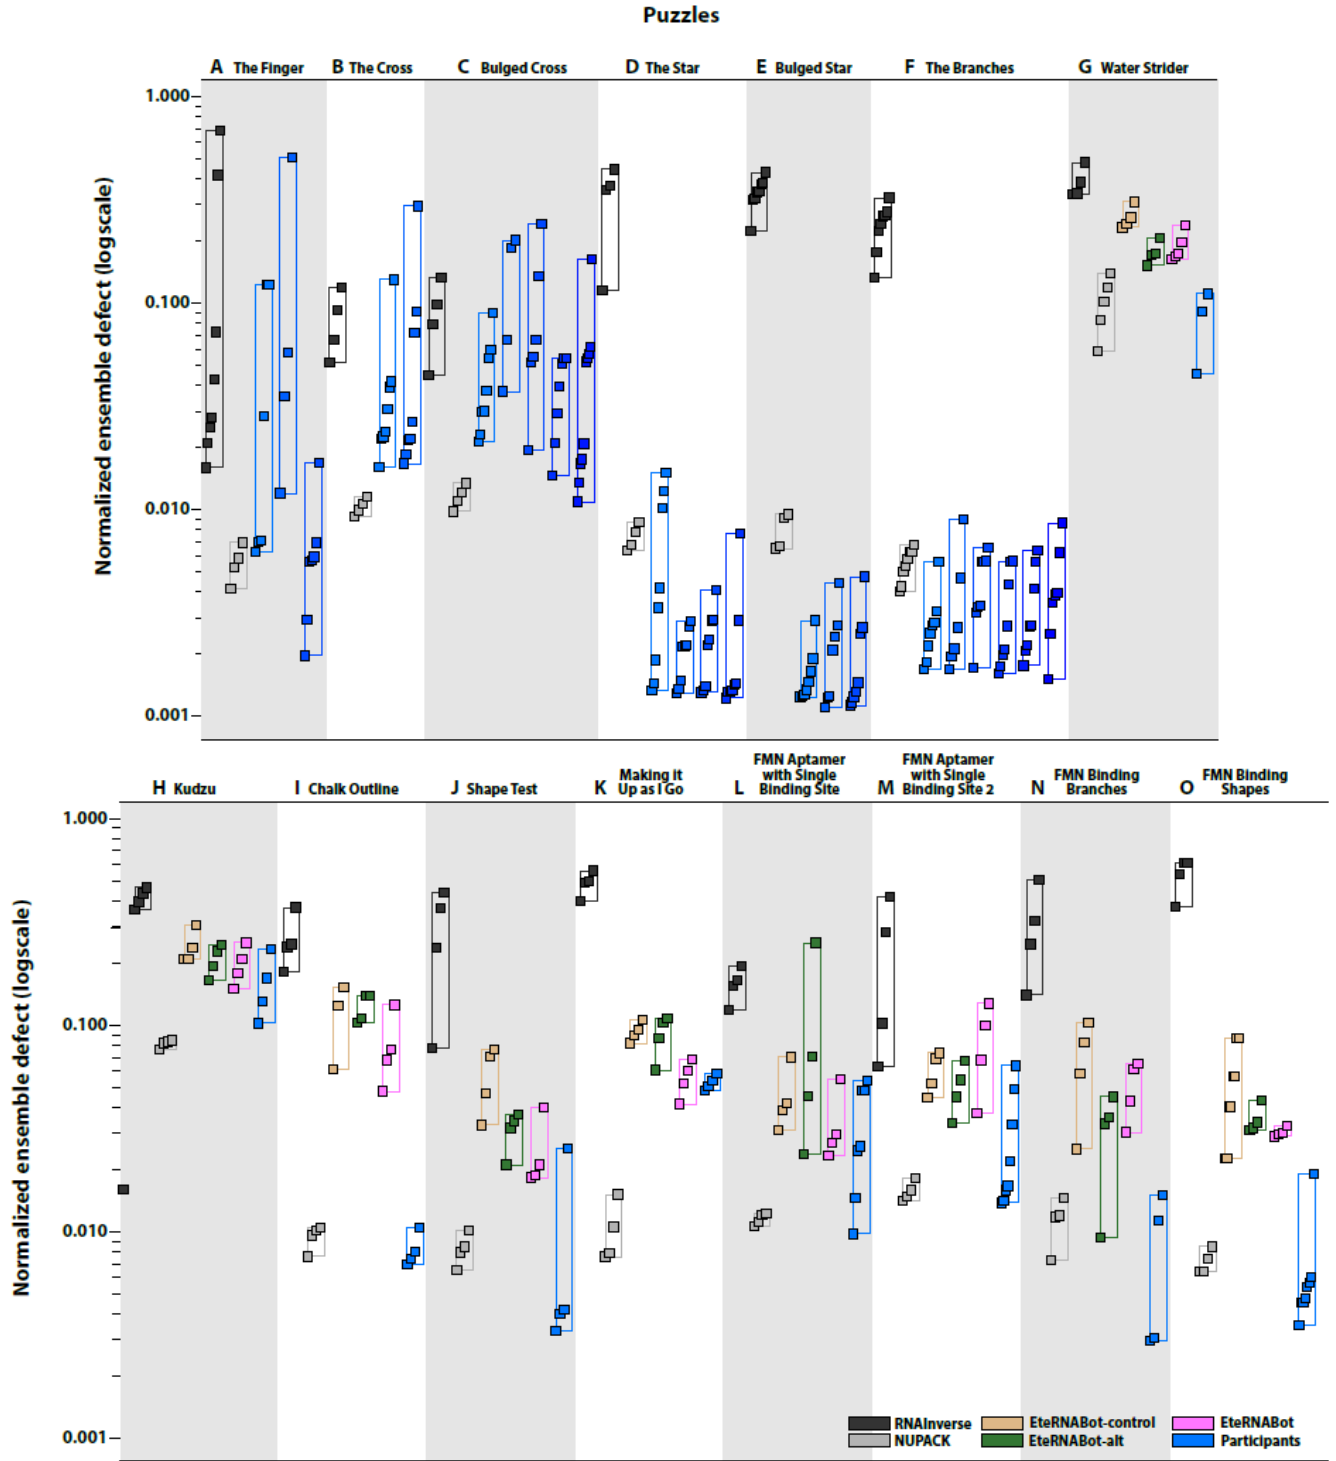 Puzzles
A The Finger B The Cross C Bulged Cross D The Star E Bulged Star F The Branches G Water Strider
Normalized ensemble defect (logscale)
1.000
0.100
0.010
0.001
H Kudzu I Chalk Outline J Shape Test K Making it Up as I Go L FMN Aptamer with Single Binding Site M FMN Aptamer with Single Binding Site 2 N FMN Binding Branches O FMN Binding Shapes
Normalized ensemble defect (logscale)
1.000
0.100
0.010
0.001
RNAInverse EteRNABot-control EteRNABot
NUPACK EteRNABot-alt Participants